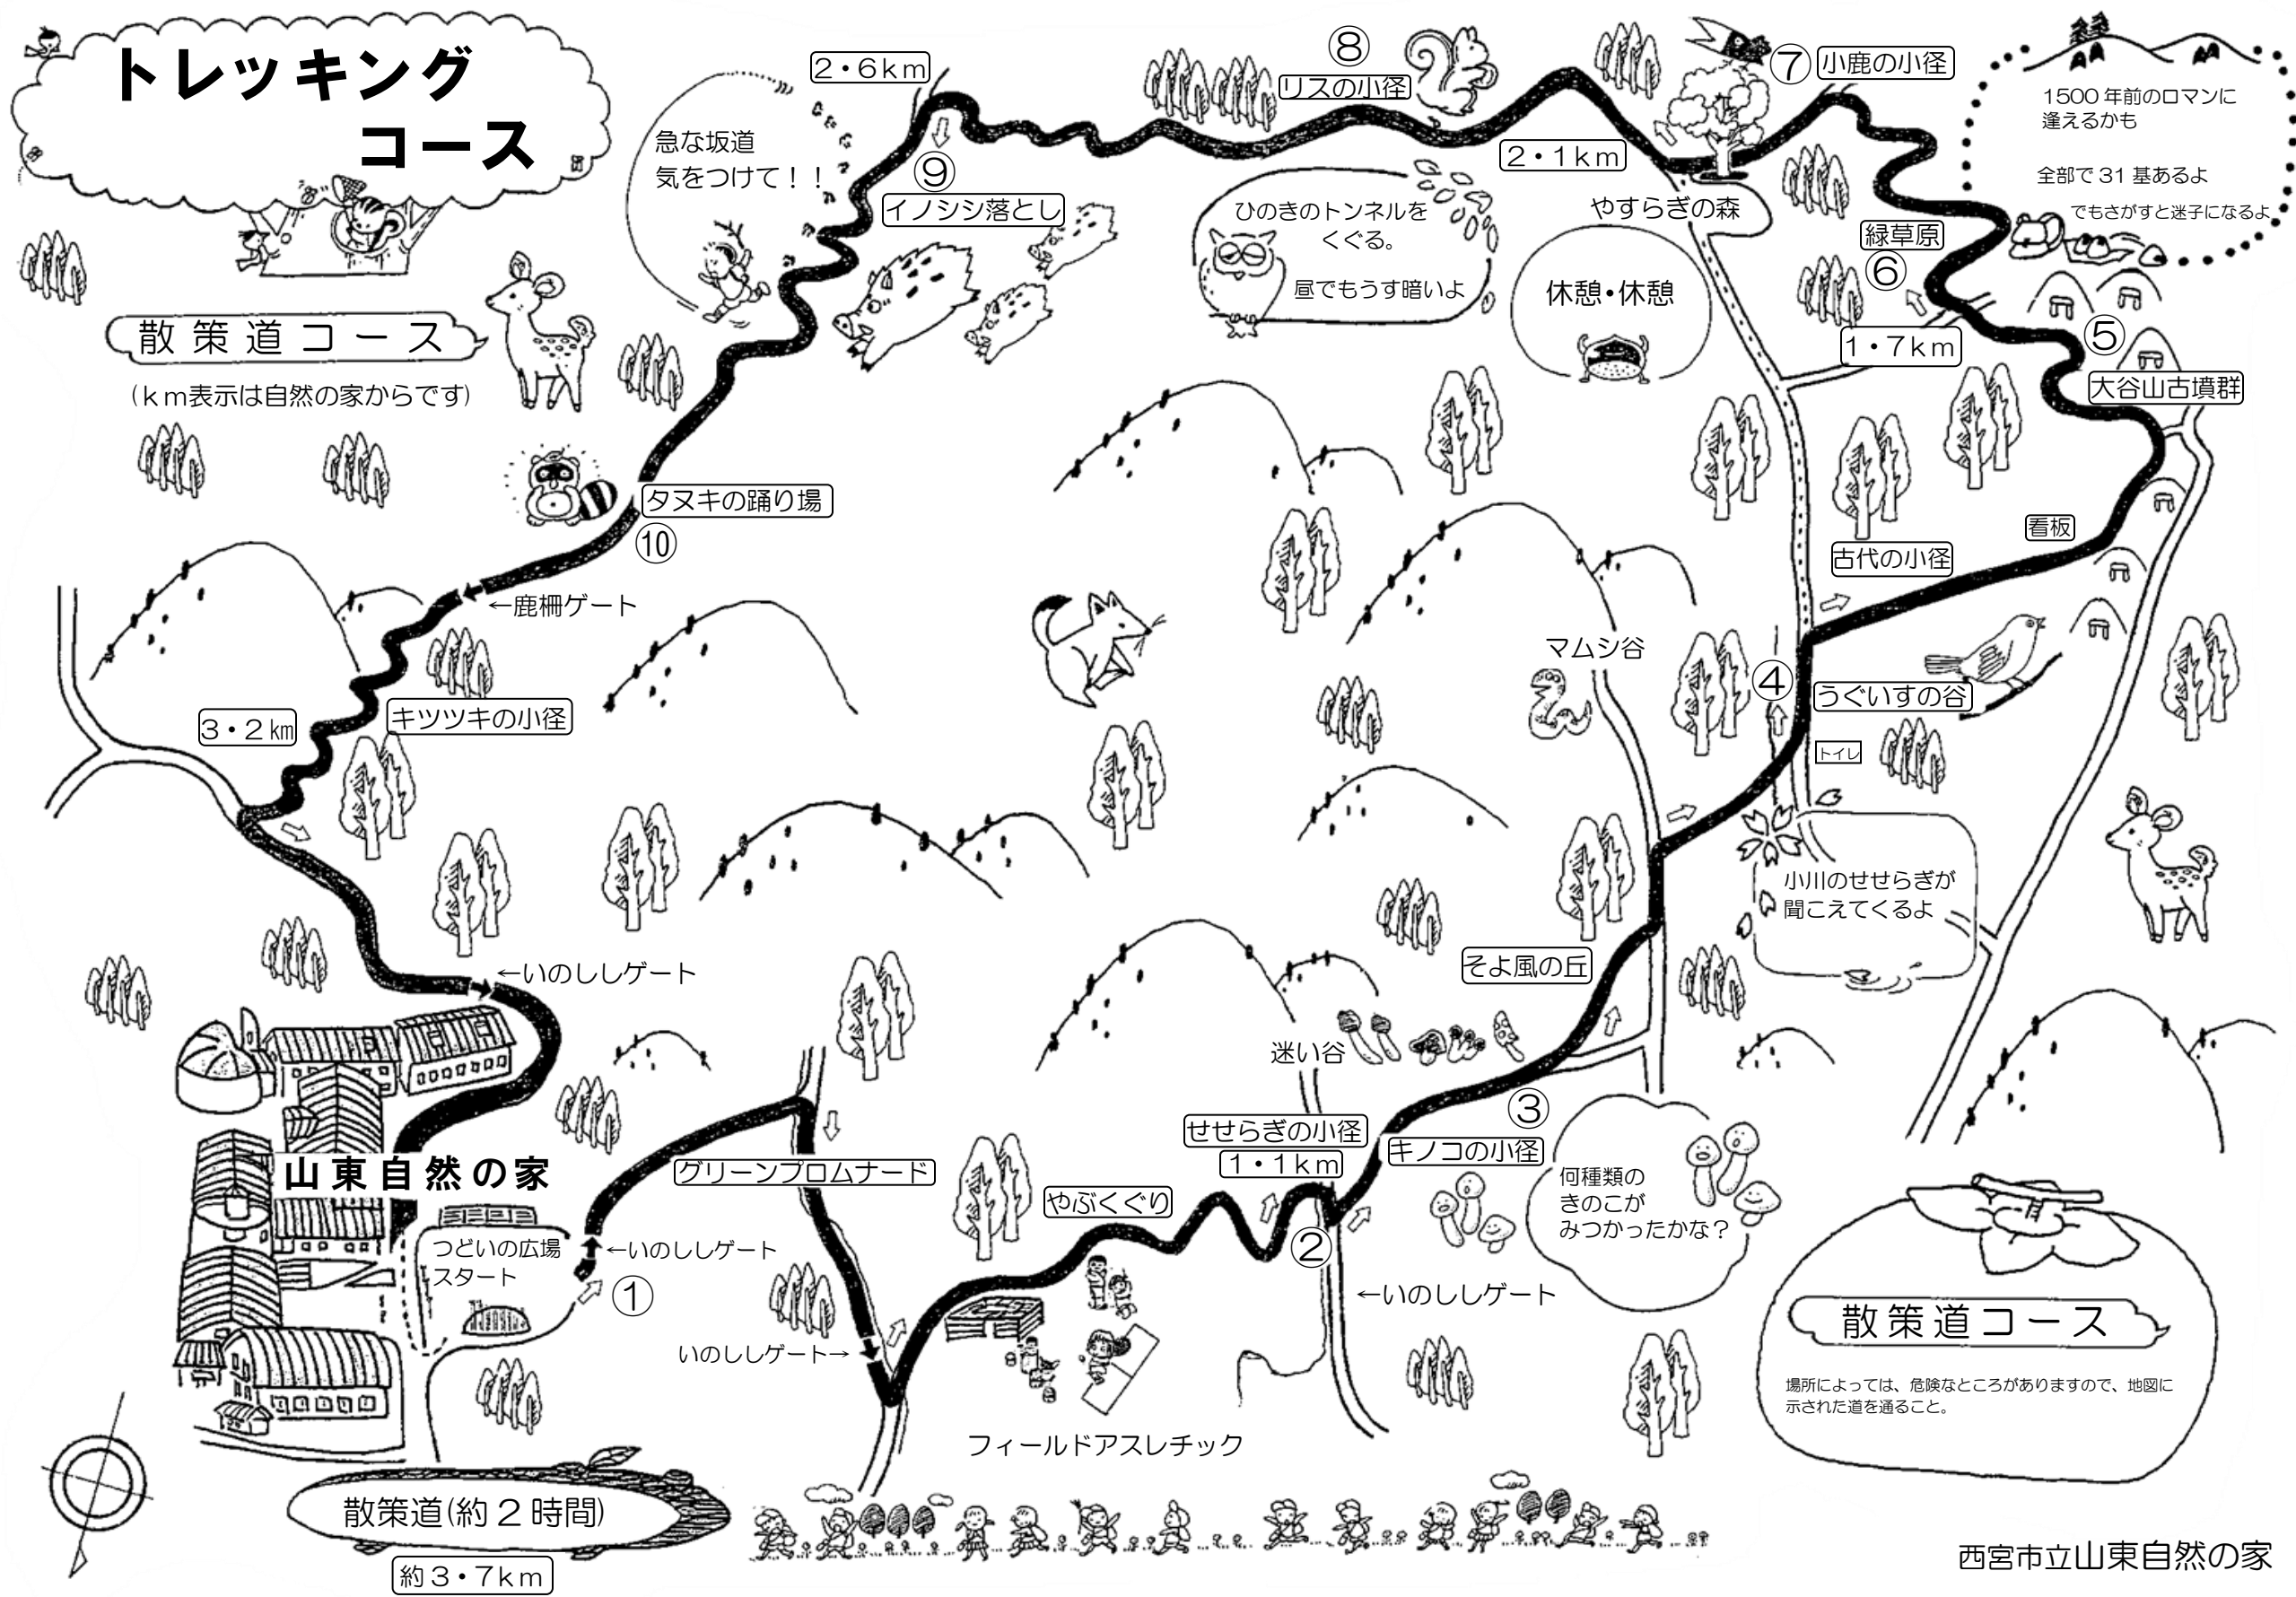 トレッキング
コース
散策道コース
(km表示は自然の家からです)
急な坂道
気をつけて！！
2・6km
⑨
イノシシ落とし
⑧
リスの小径
ひのきのトンネルを
くぐる。
昼でもうす暗いよ
2・1km
⑦
小鹿の小径
やすらぎの森
休憩・休憩
1500年前のロマンに
逢えるかも
全部で31基あるよ
でもさがすと迷子になるよ
緑草原
⑥
1・7km
⑤
大谷山古墳群
看板
古代の小径
④
うぐいすの谷
トイレ
マムシ谷
小川のせせらぎが
聞こえてくるよ
タヌキの踊り場
⑩
←鹿柵ゲート
キツツキの小径
3・2km
←いのししゲート
そよ風の丘
迷い谷
③
キノコの小径
せせらぎの小径
1・1km
やぶくぐり
②
←いのししゲート
何種類の
きのこが
みつかったかな？
グリーンプロムナード
山東自然の家
つどいの広場
スタート
←いのししゲート
①
いのししゲート→
フィールドアスレチック
散策道コース
場所によっては、危険なところがありますので、地図に
示された道を通ること。
散策道(約2時間)
約3・7km
西宮市立山東自然の家